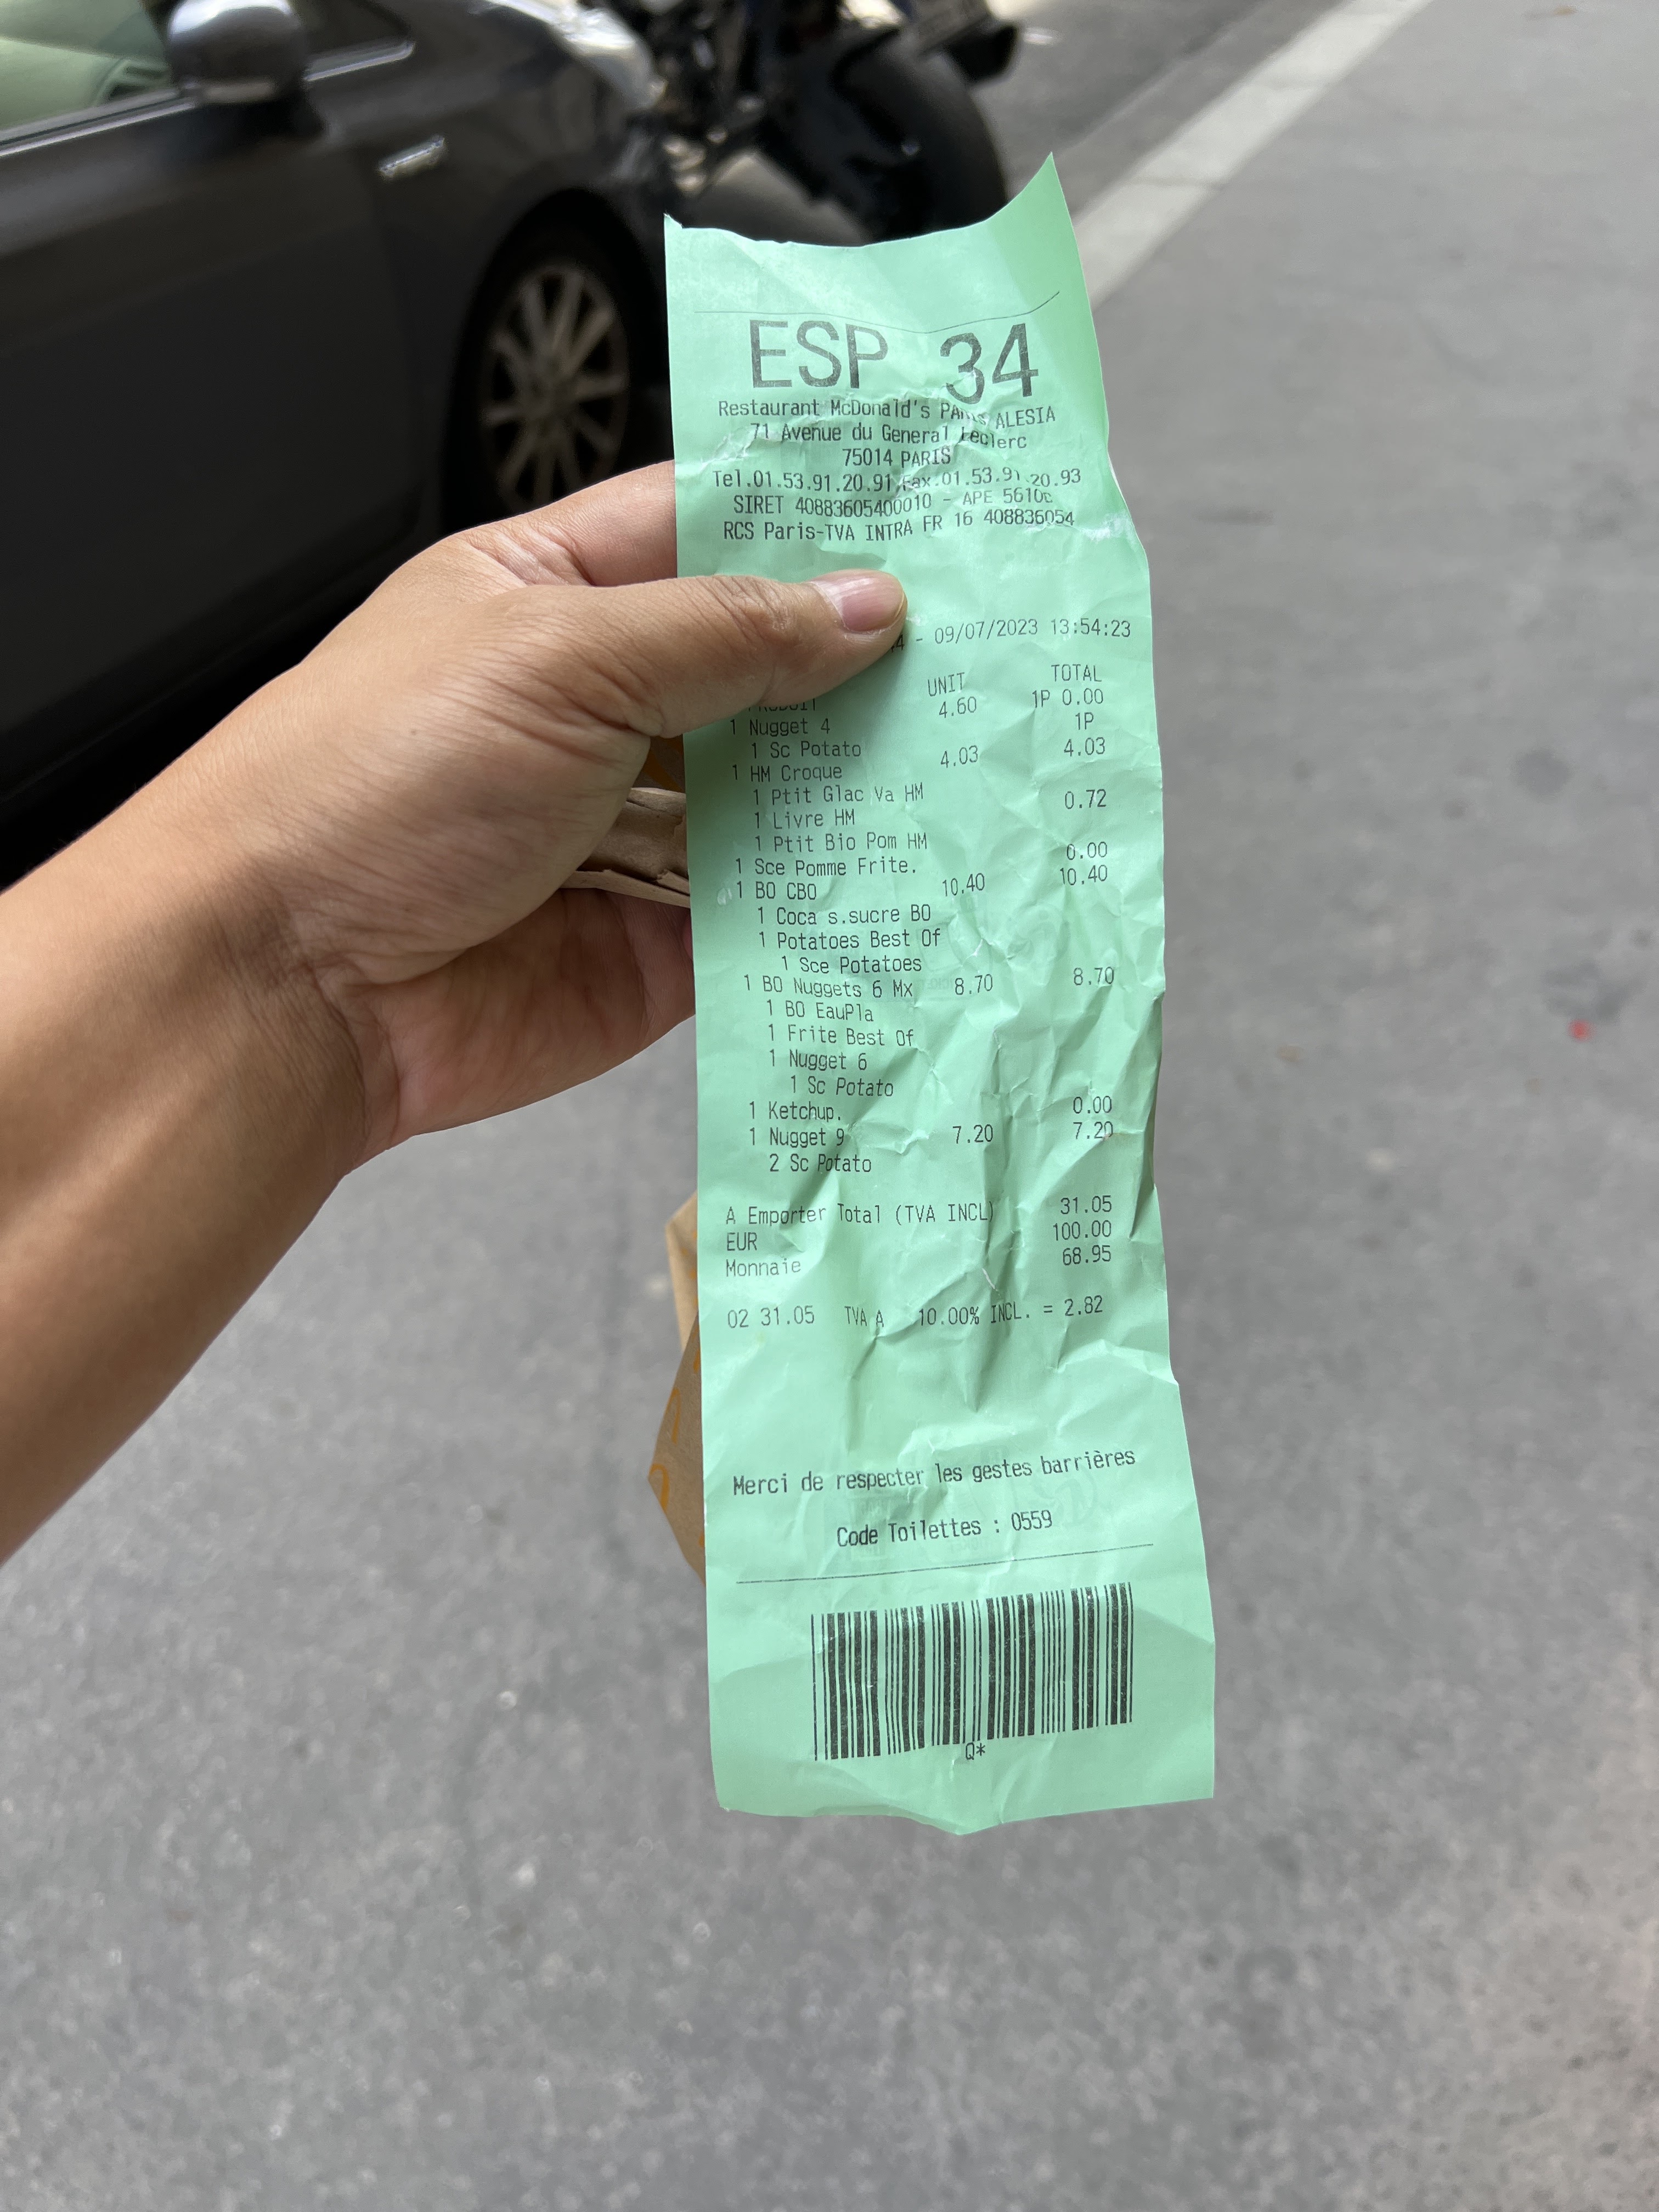 ESP 34
Restaurant McDonald's PARIS ALESIA
71 Avenue du General Leclerc
75014 PARIS
Tel.01.53.91.20.91 Fax.01.53.91.20.93
SIRET 40883605400010 - APE 5610c
RCS Paris-TVA INTRA FR 16 408836054
- 09/07/2023 13:54:23
PRODUIT UNIT TOTAL
1 Nugget 4 4.60 1P 0.00
1 Sc Potato 1P
1 HM Croque 4.03 4.03
1 Ptit Glac Va HM
1 Livre HM 0.72
1 Ptit Bio Pom HM
1 Sce Pomme Frite. 0.00
1 BO CBO 10.40 10.40
1 Coca s.sucre BO
1 Potatoes Best Of
1 Sce Potatoes
1 BO Nuggets 6 Mx 8.70 8.70
1 BO EauPla
1 Frite Best Of
1 Nugget 6
1 Sc Potato
1 Ketchup. 0.00
1 Nugget 9 7.20 7.20
2 Sc Potato
A Emporter Total (TVA INCL) 31.05
EUR 100.00
Monnaie 68.95
02 31.05 TVA A 10.00% INCL. = 2.82
Merci de respecter les gestes barrières
Code Toilettes : 0559
Q*